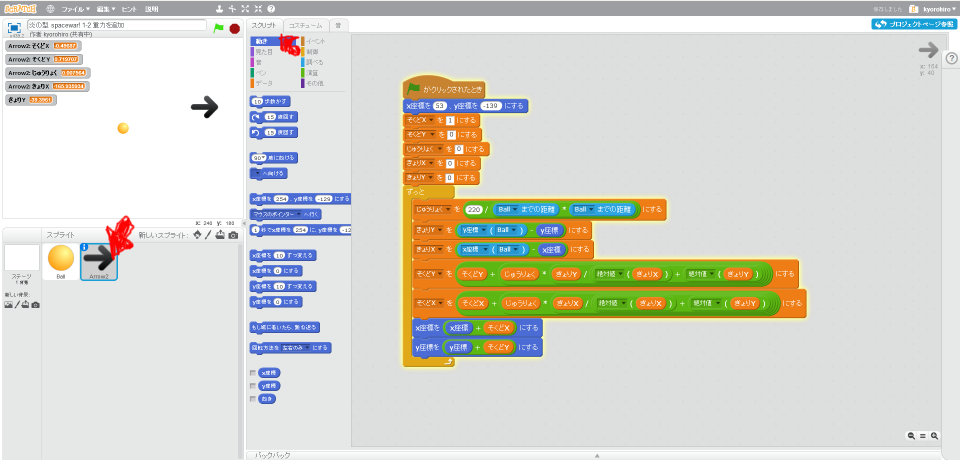 SCRATCH ファイル▼ 編集▼ ヒント 説明 kyorohiro▼
炎の型. spacewar! 1-2 重力を追加
作者 kyorohiro (共有中)
プロジェクトページ参照
スクリプト コスチューム 音
Arrow2: そくどX
Arrow2: そくどY 0.719707
Arrow2: じゅうりょく 0.007964
Arrow2: きょりX
きょりY
動き イベント
見た目 制御
音 調べる
ペン 演算
データ その他
10 歩動かす
15 度回す
15 度回す
90▼ 度に向ける
へ向ける
x座標を 254 、y座標を -129 にする
マウスのポインター へ行く
1 秒でx座標を 254 に、y座標を -12
x座標を 10 ずつ変える
x座標を 0 にする
y座標を 10 ずつ変える
y座標を 0 にする
もし端に着いたら、跳ね返る
回転方法を 左右のみ にする
x座標
y座標
向き
がクリックされたとき
x座標を 53 、y座標を -139 にする
そくどX▼ を 1 にする
そくどY▼ を 0 にする
じゅうりょく▼ を 0 にする
きょりX▼ を 0 にする
きょりY▼ を 0 にする
ずっと
じゅうりょく▼ を 220 / Ball▼ までの距離 * Ball▼ までの距離 にする
きょりY▼ を y座標▼ ( Ball▼ ) - y座標 にする
きょりX▼ を x座標▼ ( Ball▼ ) - x座標 にする
そくどY▼ を そくどY + じゅうりょく * きょりY / 絶対値▼ ( きょりX ) + 絶対値▼ ( きょりY ) にする
そくどX▼ を そくどX + じゅうりょく * きょりX / 絶対値▼ ( きょりX ) + 絶対値▼ ( きょりY ) にする
x座標を x座標 + そくどX にする
y座標を y座標 + そくどY にする
x: 164
y: 40
x: 240 y: 180
スプライト 新しいスプライト:
ステージ
1 背景
Ball
Arrow2
新しい背景
バックパック